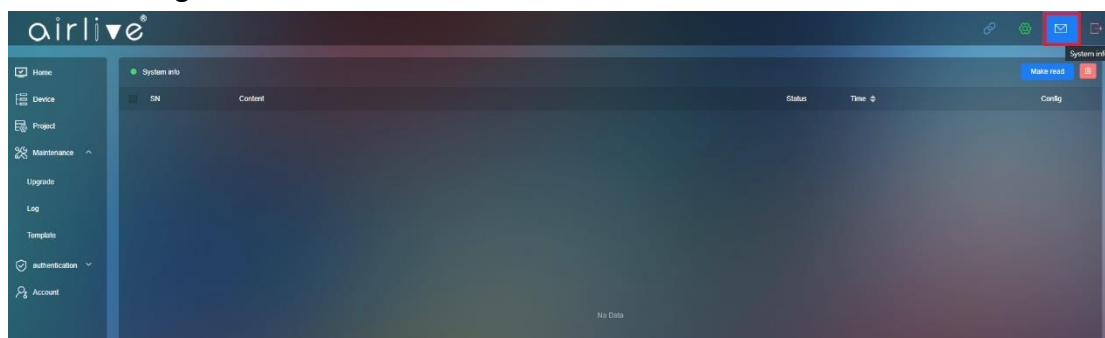 airlive®
System info
Home
System info
Make read
Device
SN Content Status Time Config
Project
Maintenance
Upgrade
Log
Template
authentication
Account
No Data